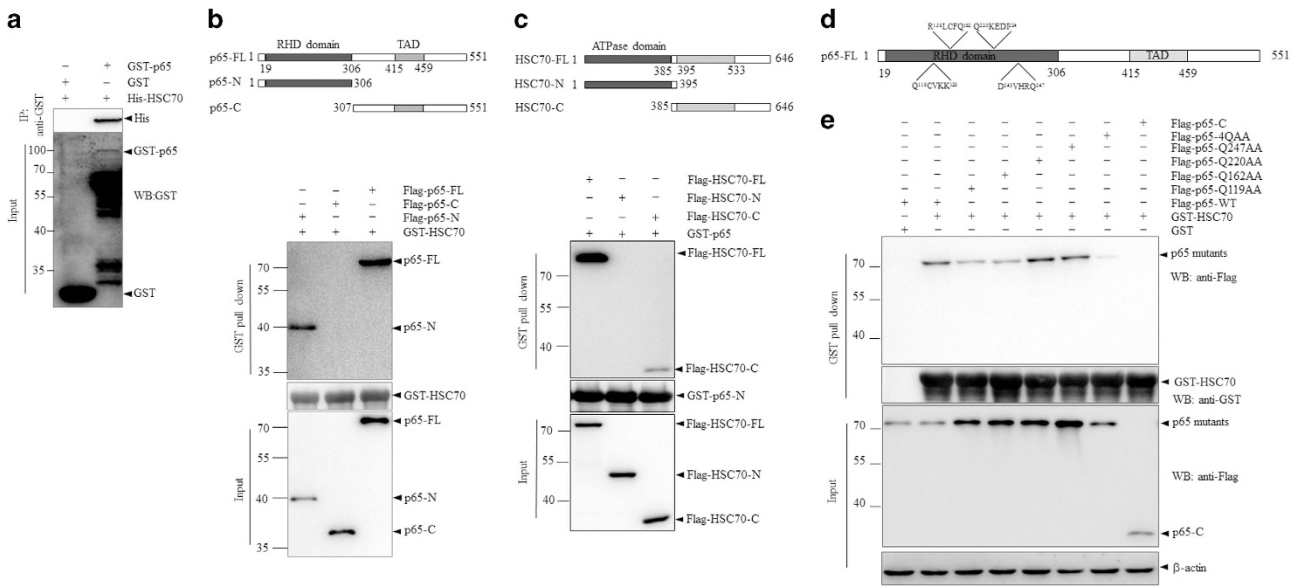 a
GST-p65
GST
His-HSC70
IP:
anti-GST
His
GST-p65
WB:GST
GST
Input
100
70
55
40
35
b
RHD domain TAD
p65-FL 1 551
19 306 415 459
p65-N 306
p65-C 307 551
Flag-p65-FL
Flag-p65-C
Flag-p65-N
GST-HSC70
GST pull down
70
55
40
35
p65-FL
p65-N
GST-HSC70
Input
70
55
40
35
p65-FL
p65-N
p65-C
c
ATPase domain
HSC70-FL 1 646
385 395 533
HSC70-N 1 395
HSC70-C 385 646
Flag-HSC70-FL
Flag-HSC70-N
Flag-HSC70-C
GST-p65
GST pull down
70
55
40
Flag-HSC70-FL
Flag-HSC70-C
GST-p65-N
Input
70
55
40
Flag-HSC70-FL
Flag-HSC70-N
Flag-HSC70-C
d
p65-FL 1 RHD domain TAD 551
19 306 415 459
e
Flag-p65-C
Flag-p65-4QAA
Flag-p65-Q247AA
Flag-p65-Q220AA
Flag-p65-Q162AA
Flag-p65-Q119AA
Flag-p65-WT
GST-HSC70
GST
GST pull down
70
55
40
p65 mutants
WB: anti-Flag
GST-HSC70
WB: anti-GST
Input
70
55
40
p65 mutants
WB: anti-Flag
p65-C
β-actin